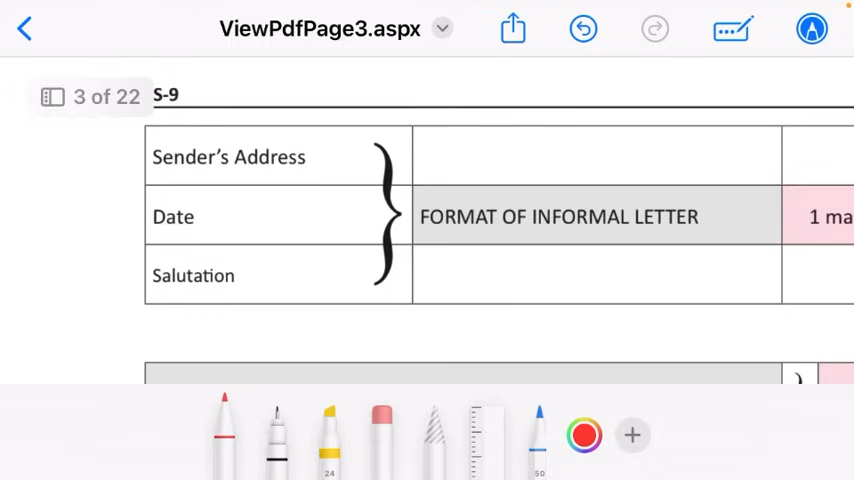 ViewPdfPage3.aspx
3 of 22
S-9
Sender's Address
Date
FORMAT OF INFORMAL LETTER
1 ma
Salutation
24
50